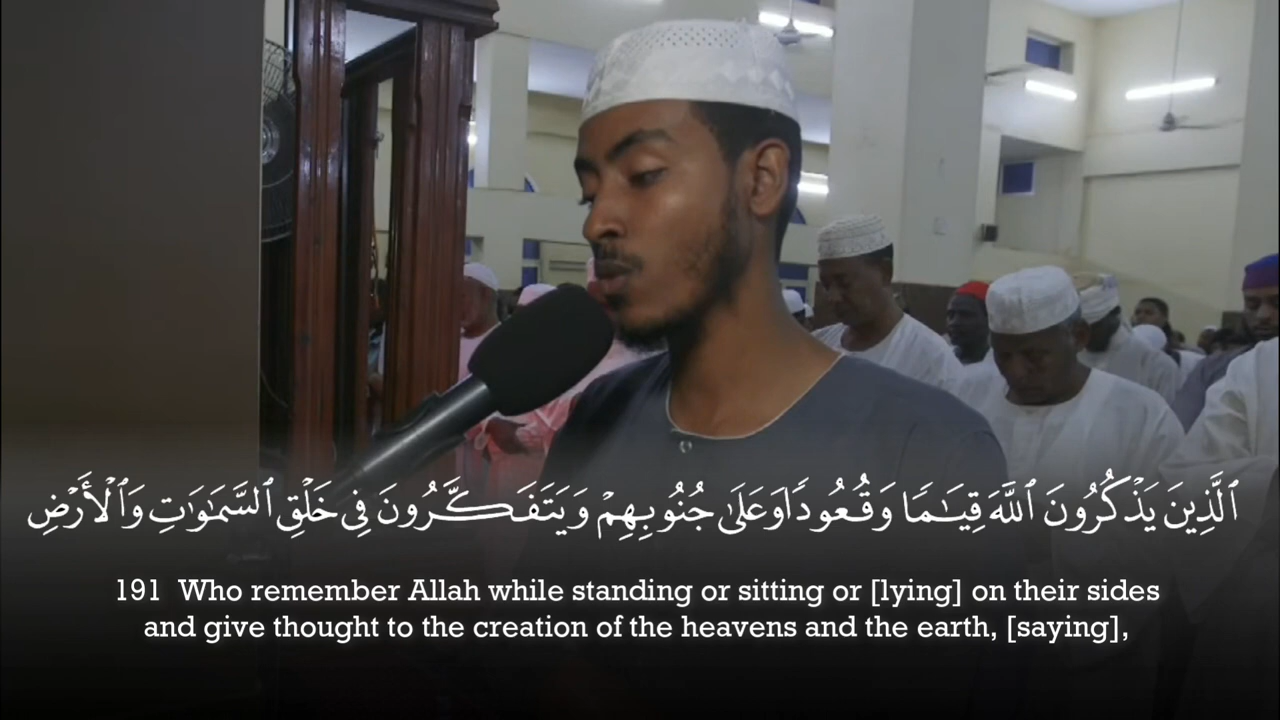 ٱلَّذِينَ يَذْكُرُونَ ٱللَّهَ قِيَـٰمًا وَقُعُودًا وَعَلَىٰ جُنُوبِهِمْ وَيَتَفَكَّرُونَ فِى خَلْقِ ٱلسَّمَـٰوَٰتِ وَٱلْأَرْضِ
191 Who remember Allah while standing or sitting or [lying] on their sides
and give thought to the creation of the heavens and the earth, [saying],